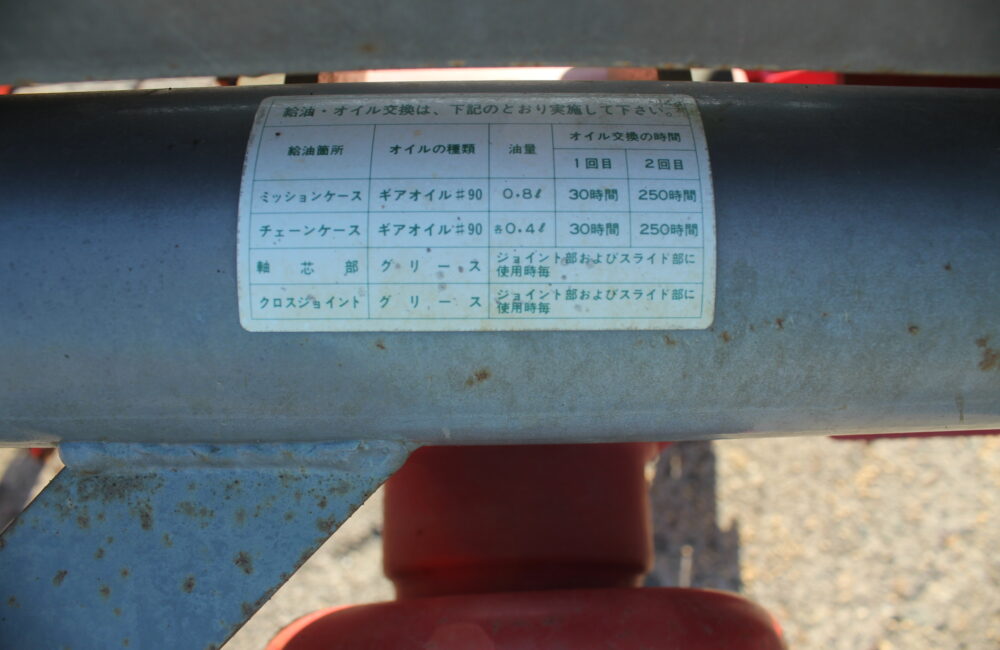 給油・オイル交換は、下記のとおり実施して下さい。
給油箇所 オイルの種類 油量 オイル交換の時間
1回目 2回目
ミッションケース ギアオイル♯90 0.8ℓ 30時間 250時間
チェーンケース ギアオイル♯90 各0.4ℓ 30時間 250時間
軸芯部 グリース ジョイント部およびスライド部に
使用時毎
クロスジョイント グリース ジョイント部およびスライド部に
使用時毎